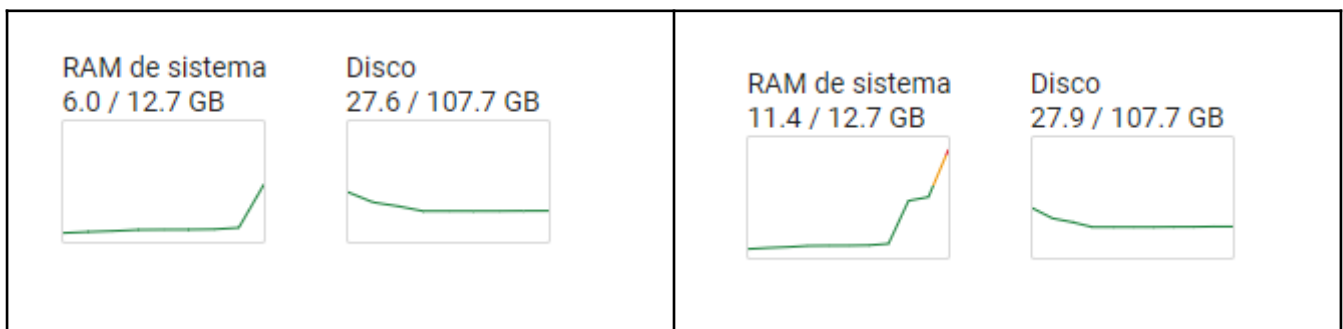 RAM de sistema
6.0 / 12.7 GB
Disco
27.6 / 107.7 GB
RAM de sistema
11.4 / 12.7 GB
Disco
27.9 / 107.7 GB